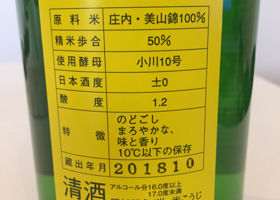 原料米 庄内・美山錦100%
精米歩合 50%
使用酵母 小川10号
日本酒度 ±0
酸度 1.2
特徴 のどごし
まろやかな、
味と香り
10℃以下の保存
蔵出年月 201810
清酒 アルコール分16.0度以上
17.0度未満